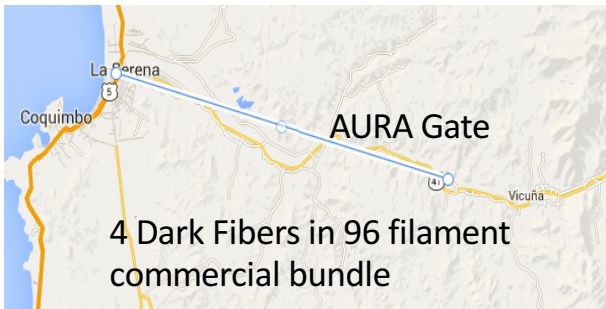 La Serena
5
Coquimbo
AURA Gate
41
Vicuña
4 Dark Fibers in 96 filament
commercial bundle